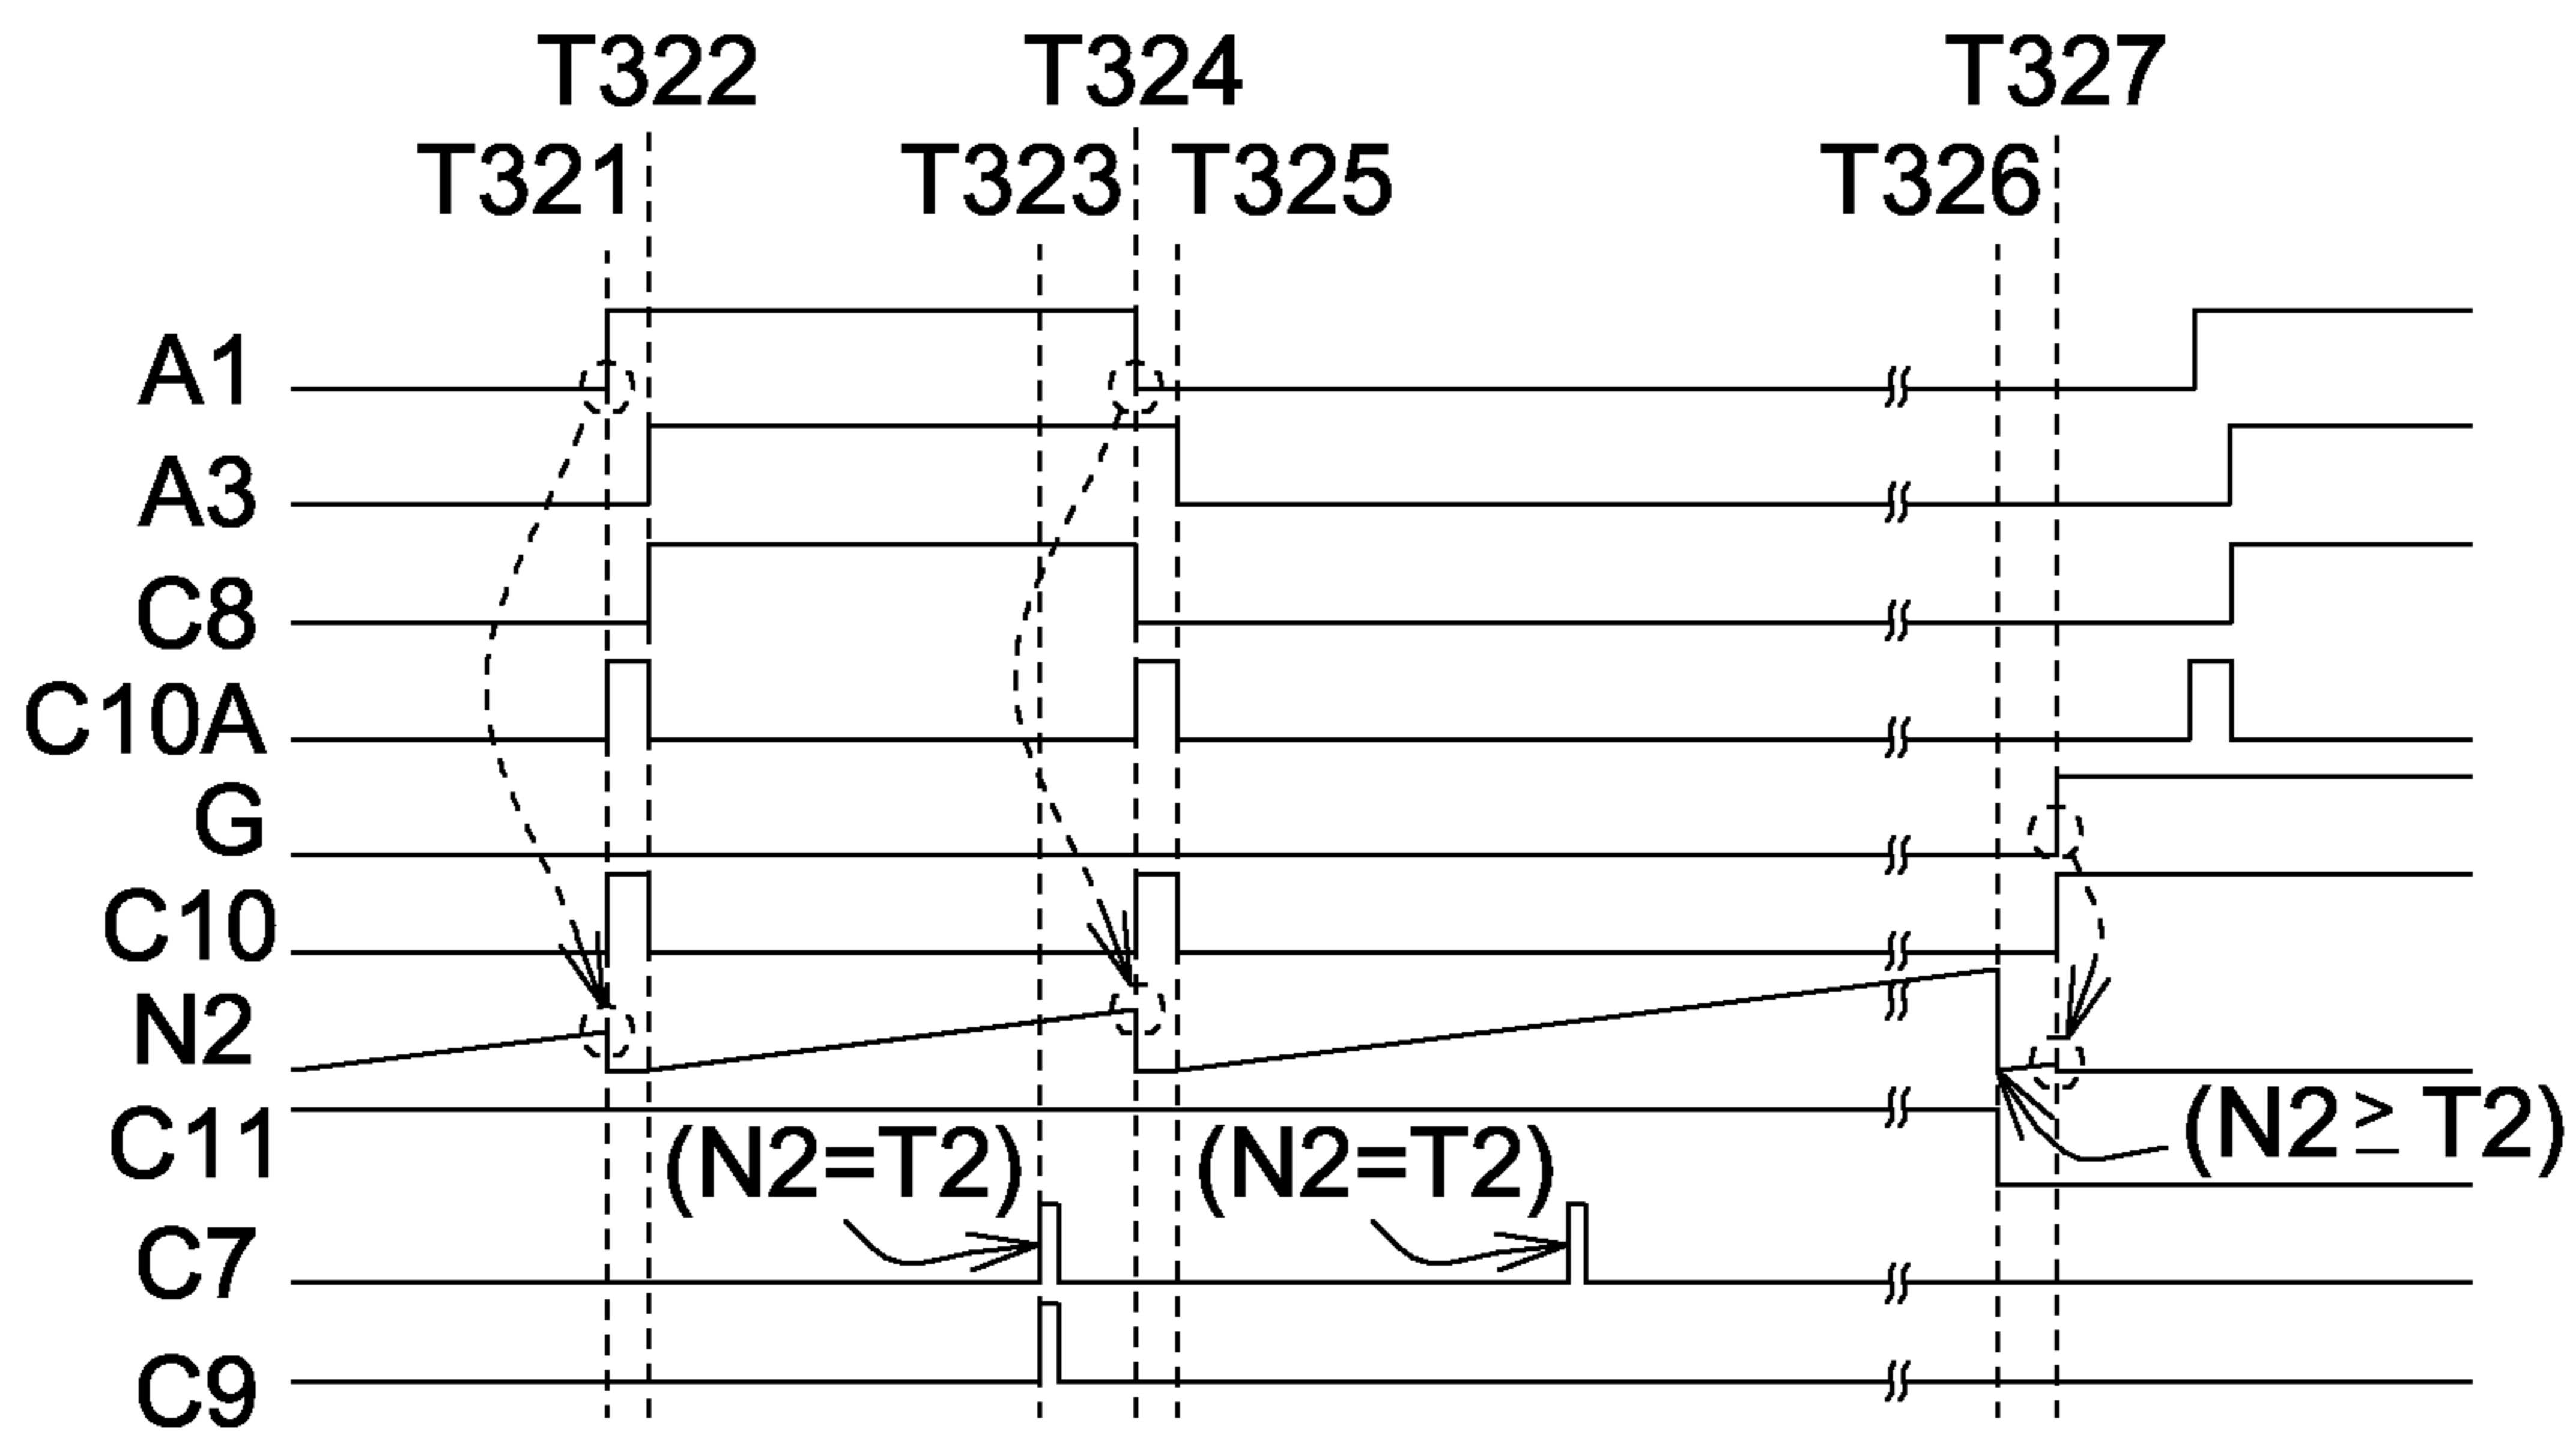 T322 T324 T327
T321 T323 T325 T326
A1
A3
C8
C10A
G
C10
N2
C11
(N2=T2) (N2=T2) (N2≥T2)
C7
C9